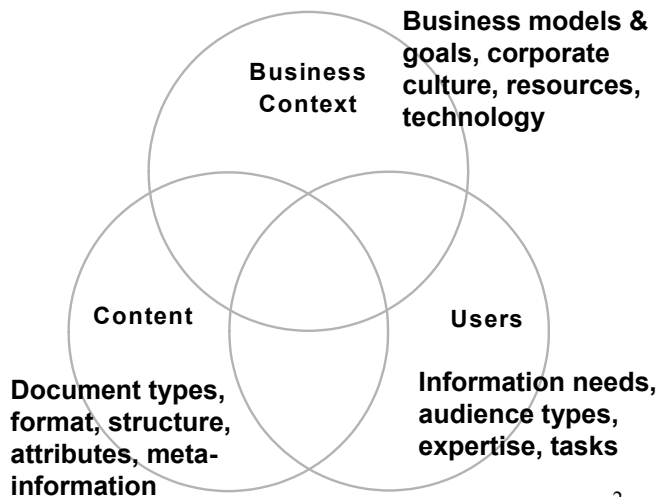 Business models &
goals, corporate
culture, resources,
technology
Business
Context
Content
Users
Document types,
format, structure,
attributes, meta-
information
Information needs,
audience types,
expertise, tasks
2